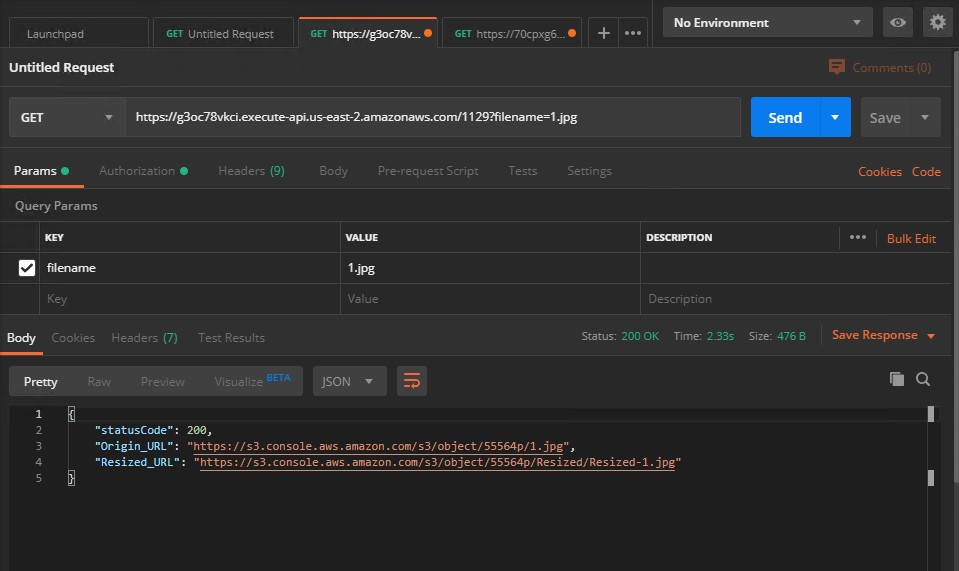 Launchpad GET Untitled Request GET https://g3oc78v... GET https://70cpxg6... + ••• No Environment
Untitled Request Comments (0)
GET https://g3oc78vkci.execute-api.us-east-2.amazonaws.com/1129?filename=1.jpg Send Save
Params Authorization Headers (9) Body Pre-request Script Tests Settings Cookies Code
Query Params
KEY VALUE DESCRIPTION ••• Bulk Edit
filename 1.jpg
Key Value Description
Body Cookies Headers (7) Test Results Status: 200 OK Time: 2.33s Size: 476 B Save Response
Pretty Raw Preview Visualize BETA JSON
1 {
2 "statusCode": 200,
3 "Origin_URL": "https://s3.console.aws.amazon.com/s3/object/55564p/1.jpg",
4 "Resized_URL": "https://s3.console.aws.amazon.com/s3/object/55564p/Resized/Resized-1.jpg"
5 }